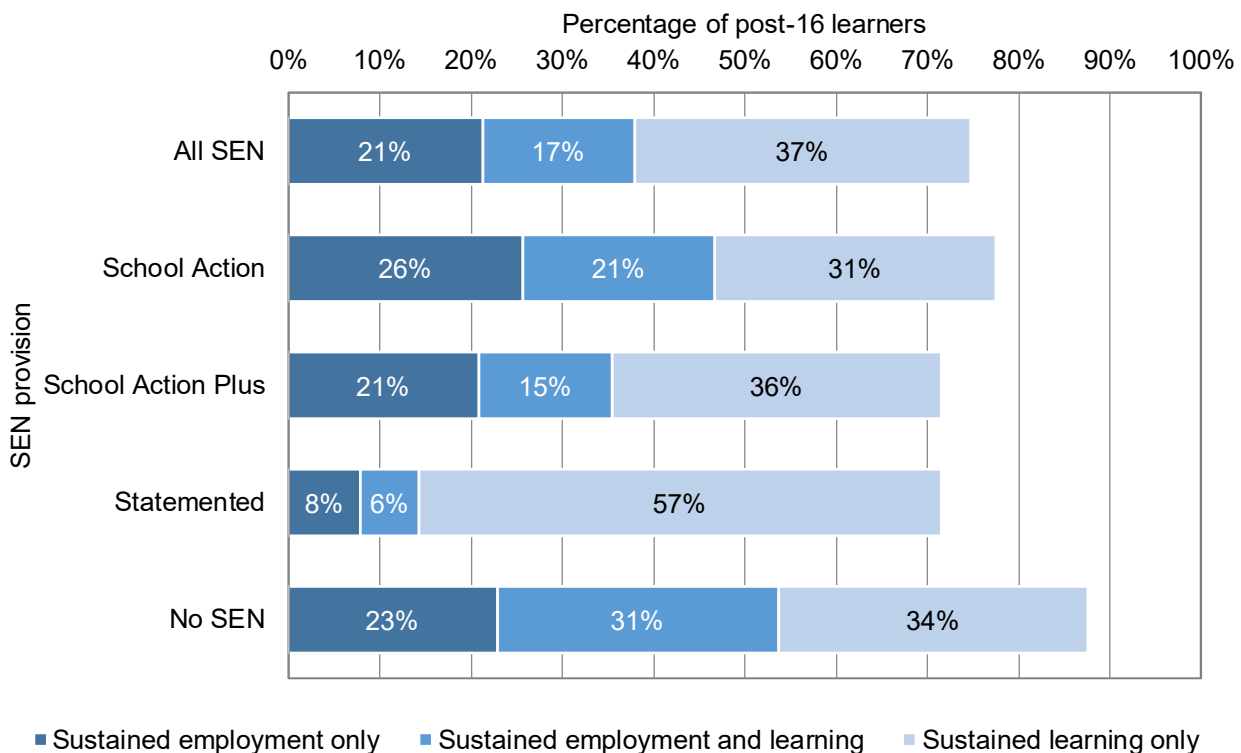 Percentage of post-16 learners
0% 10% 20% 30% 40% 50% 60% 70% 80% 90% 100%
SEN provision
All SEN 21% 17% 37%
School Action 26% 21% 31%
School Action Plus 21% 15% 36%
Statemented 8% 6% 57%
No SEN 23% 31% 34%
Sustained employment only Sustained employment and learning Sustained learning only